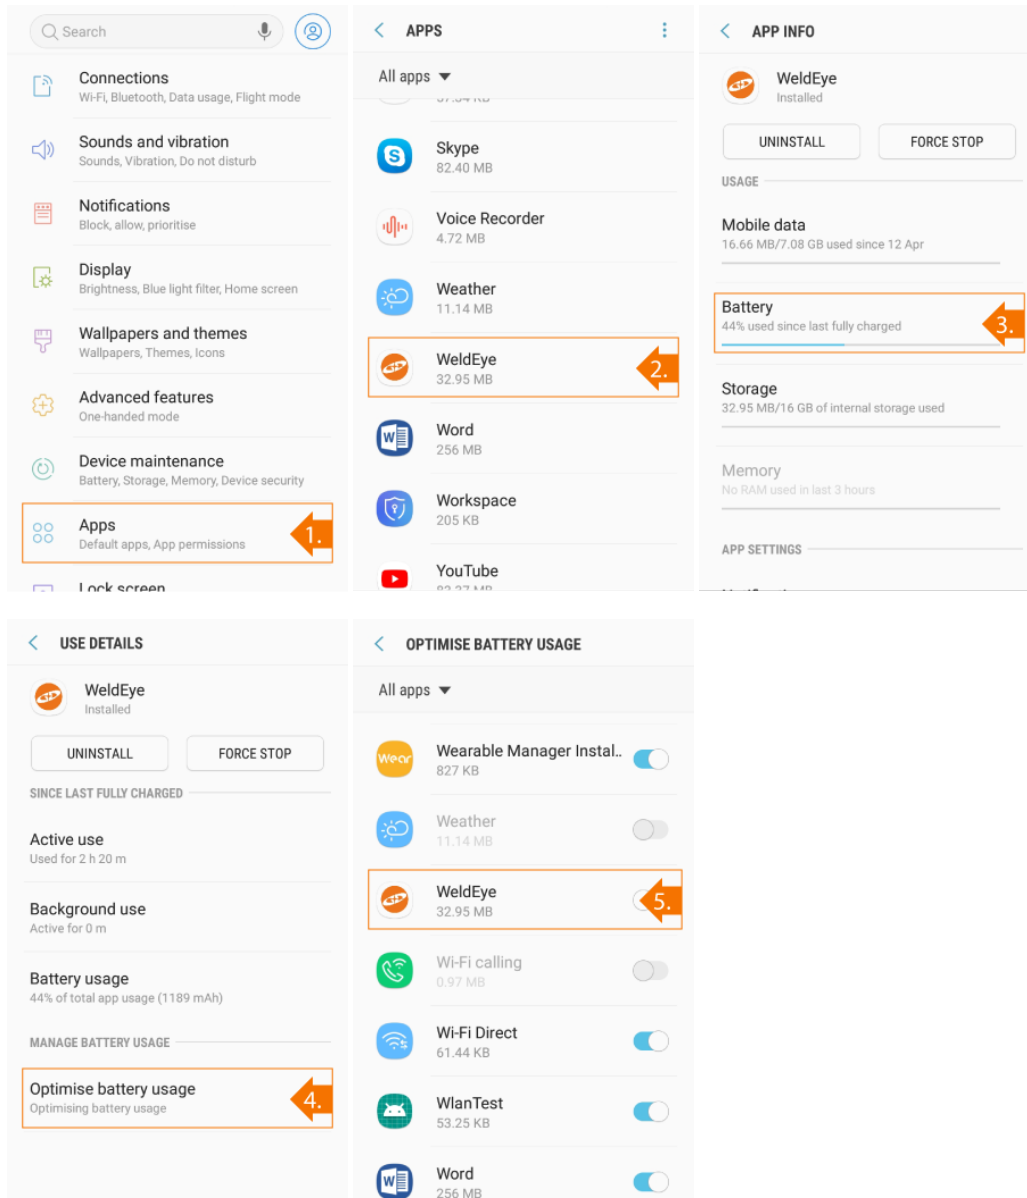 Search
Connections
Wi-Fi, Bluetooth, Data usage, Flight mode
Sounds and vibration
Sounds, Vibration, Do not disturb
Notifications
Block, allow, prioritise
Display
Brightness, Blue light filter, Home screen
Wallpapers and themes
Wallpapers, Themes, Icons
Advanced features
One-handed mode
Device maintenance
Battery, Storage, Memory, Device security
Apps
Default apps, App permissions
1.
Lock screen
APPS
All apps
Skype
82.40 MB
Voice Recorder
4.72 MB
Weather
11.14 MB
WeldEye
32.95 MB
2.
Word
256 MB
W
Workspace
205 KB
YouTube
APP INFO
WeldEye
Installed
UNINSTALL
FORCE STOP
USAGE
Mobile data
16.66 MB/7.08 GB used since 12 Apr
Battery
44% used since last fully charged
3.
Storage
32.95 MB/16 GB of internal storage used
Memory
No RAM used in last 3 hours
APP SETTINGS
USE DETAILS
WeldEye
Installed
UNINSTALL
FORCE STOP
SINCE LAST FULLY CHARGED
Active use
Used for 2 h 20 m
Background use
Active for 0 m
Battery usage
44% of total app usage (1189 mAh)
MANAGE BATTERY USAGE
Optimise battery usage
Optimising battery usage
4.
OPTIMISE BATTERY USAGE
All apps
Wear
Wearable Manager Instal..
827 KB
Weather
11.14 MB
WeldEye
32.95 MB
5.
Wi-Fi calling
0.97 MB
Wi-Fi Direct
61.44 KB
WlanTest
53.25 KB
W
Word
256 MB